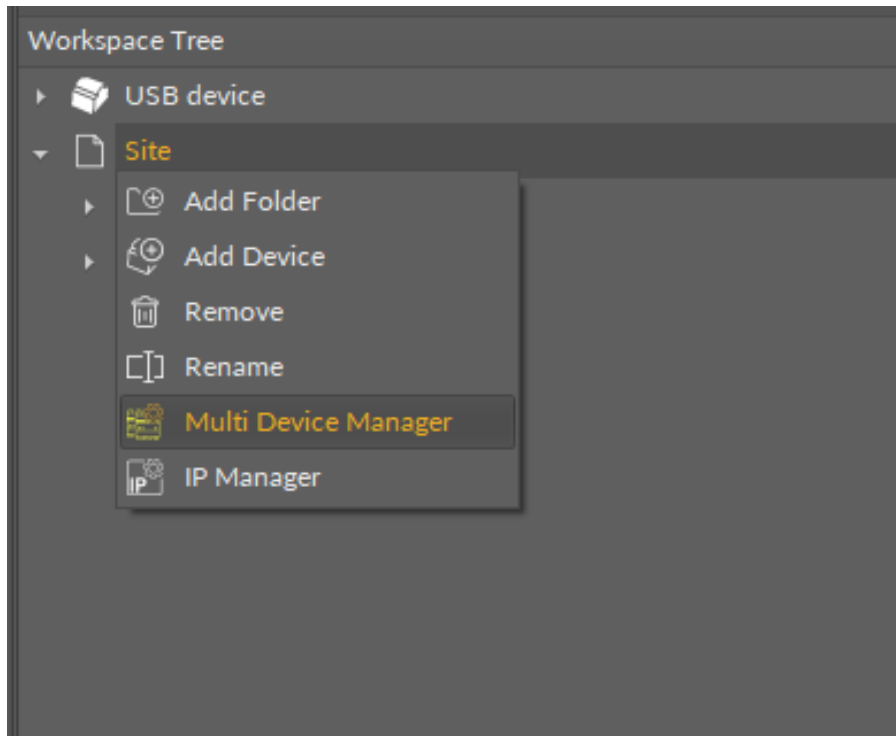 Workspace Tree
USB device
Site
Add Folder
Add Device
Remove
Rename
Multi Device Manager
IP Manager